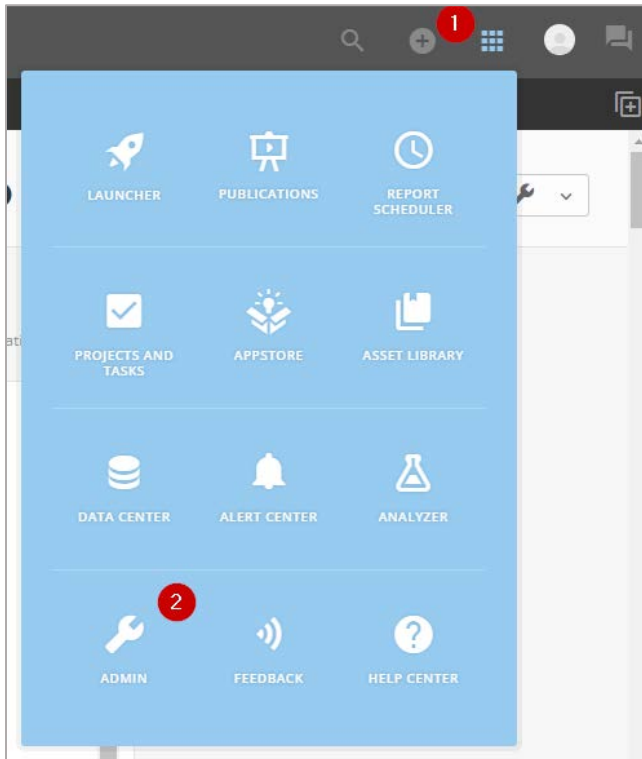 1
LAUNCHER
PUBLICATIONS
REPORT
SCHEDULER
ati
PROJECTS AND
TASKS
APPSTORE
ASSET LIBRARY
DATA CENTER
ALERT CENTER
ANALYZER
2
ADMIN
FEEDBACK
HELP CENTER